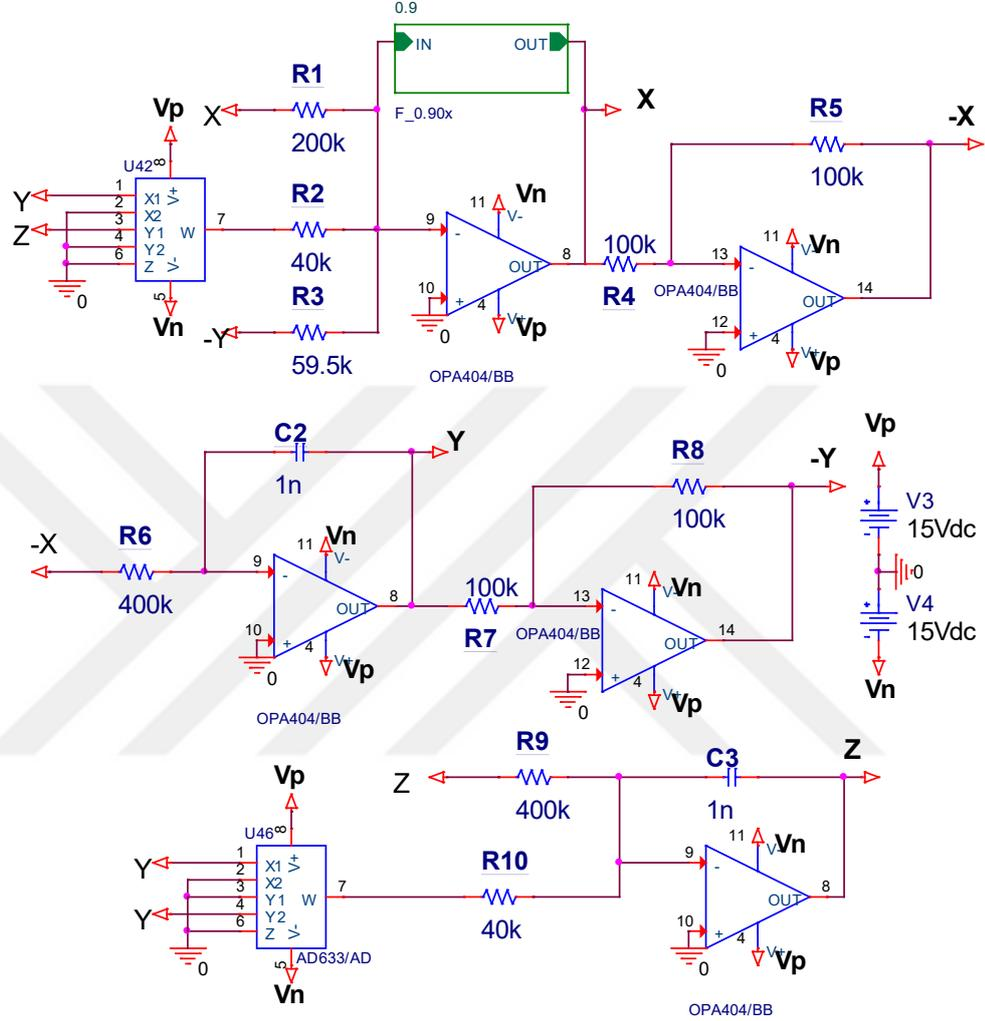 0.9
IN OUT
F_0.90x
X
R1
200k
X
Vp
U42
8
1 X1 V+
2 X2
3 Y1 W 7
4 Y2
6 Z V-
5
Y
Z
0
Vn
R2
40k
R3
-Y
59.5k
9 -
10 +
11 Vn
V-
OUT 8
4 V+
Vp
0
OPA404/BB
100k
R4
R5
100k
-X
OPA404/BB
13 -
12 +
11 Vn
V-
OUT 14
4 V+
Vp
0
C2
1n
Y
-X
R6
400k
9 -
10 +
11 Vn
V-
OUT 8
4 V+
Vp
0
OPA404/BB
100k
R7
R8
100k
-Y
OPA404/BB
13 -
12 +
11 Vn
V-
OUT 14
4 V+
Vp
0
Vp
V3
15Vdc
0
V4
15Vdc
Vn
R9
Z
400k
C3
1n
Z
Vp
U46
8
1 X1 V+
2 X2
3 Y1 W 7
4 Y2
6 Z V-
5
Y
Y
0
AD633/AD
Vn
R10
40k
9 -
10 +
11 Vn
V-
OUT 8
4 V+
Vp
0
OPA404/BB